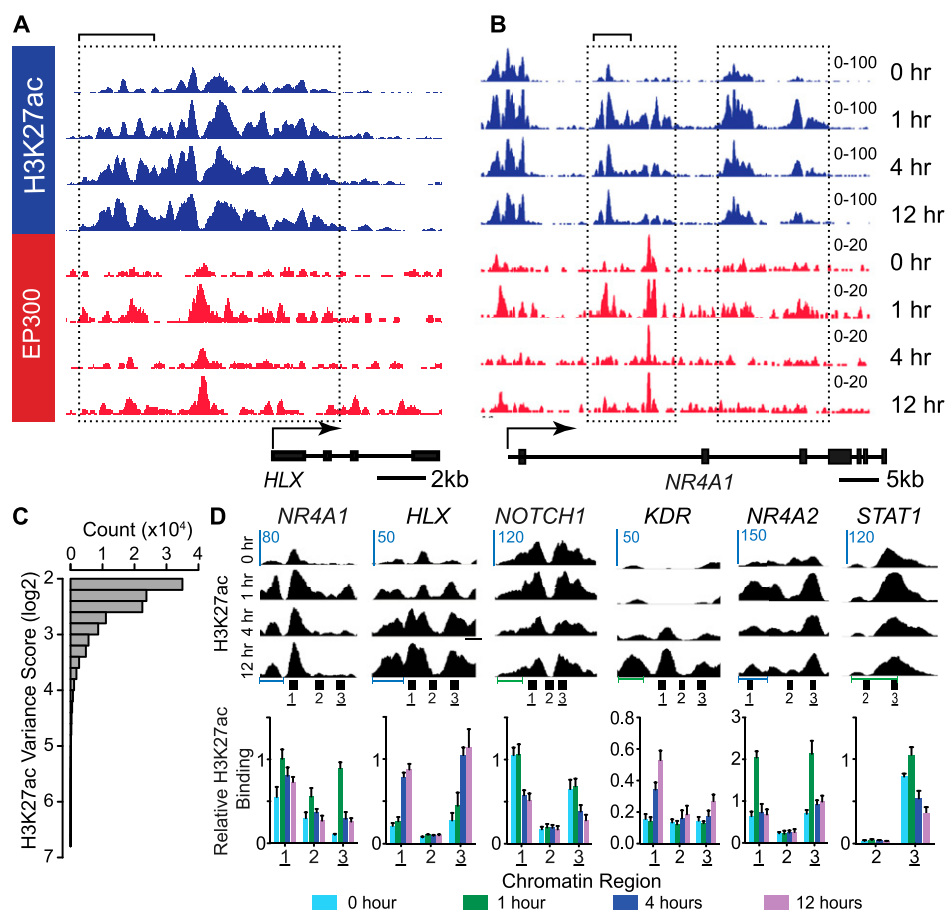 A
B
H3K27ac
EP300
0-100
0 hr
0-100
1 hr
0-100
4 hr
0-100
12 hr
0-20
0 hr
0-20
1 hr
0-20
4 hr
0-20
12 hr
HLX
2kb
NR4A1
5kb
C
Count (x10⁴)
0 1 2 3 4
H3K27ac Variance Score (log2)
2
3
4
5
6
7
D
NR4A1 HLX NOTCH1 KDR NR4A2 STAT1
80 50 120 50 150 120
H3K27ac
0 hr
1 hr
4 hr
12 hr
1 2 3 1 2 3 1 2 3 1 2 3 1 2 3 2 3
Relative H3K27ac
Binding
1
0
1
0
1
0
0.8
0.6
0.4
0.2
0
3
2
1
0
1
0
1 2 3 1 2 3 1 2 3 1 2 3 1 2 3 2 3
Chromatin Region
0 hour 1 hour 4 hours 12 hours